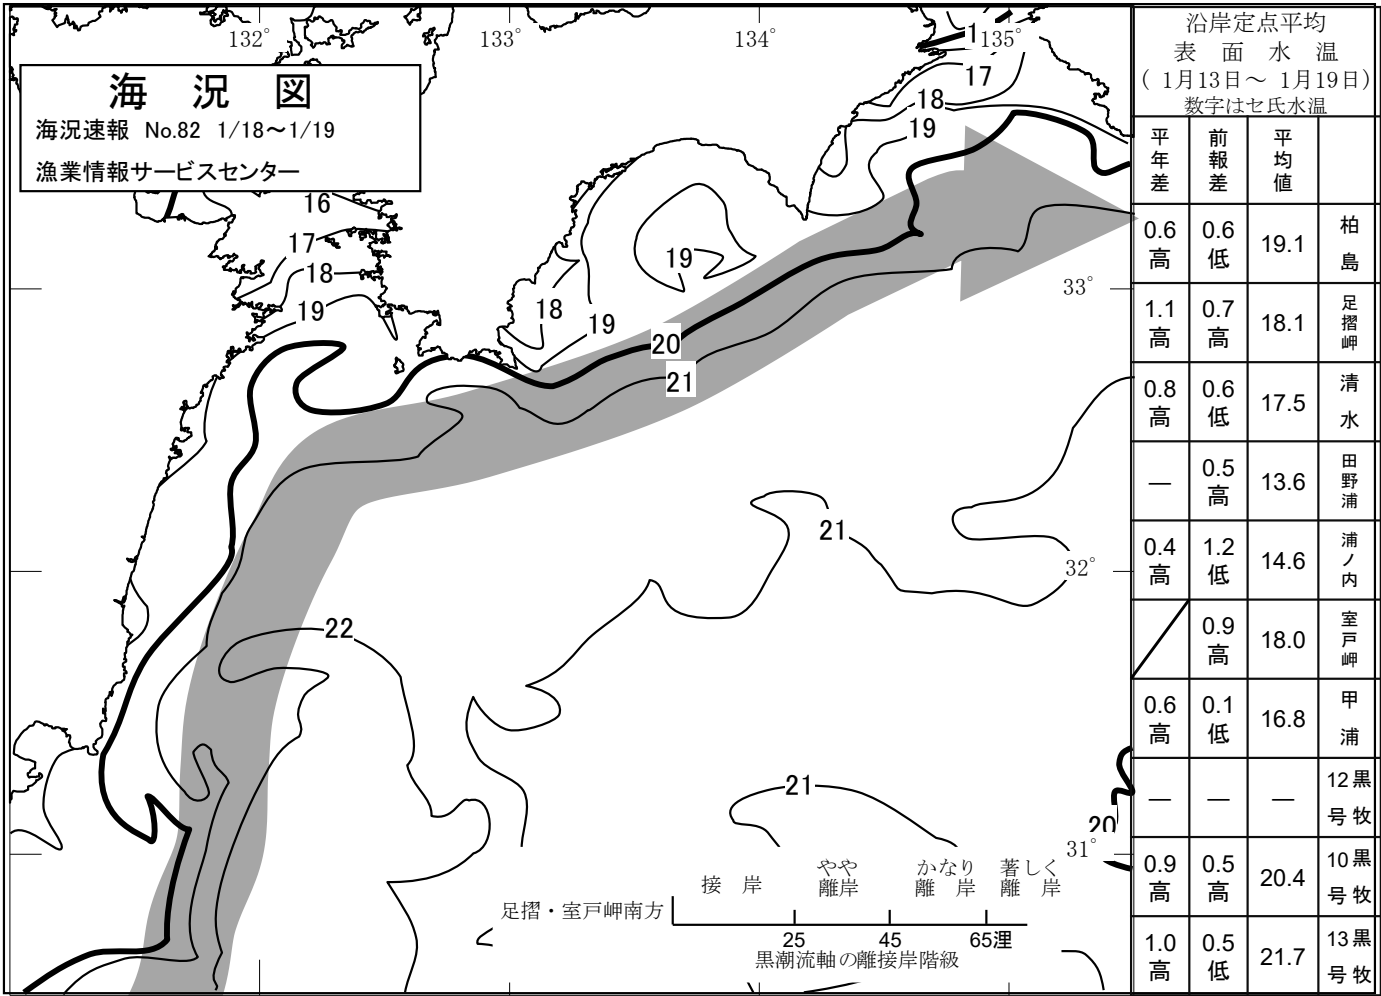 海 況 図
海況速報 No.82 1/18～1/19
漁業情報サービスセンター
132°
133°
134°
135°
1
17
18
19
16
17
18
19
19
18
19
20
21
33°
21
32°
22
21
20
31°
接 岸
やや
離岸
かなり
離 岸
著しく
離 岸
足摺・室戸岬南方
25 45 65浬
黒潮流軸の離接岸階級
沿岸定点平均
表 面 水 温
( 1月13日～ 1月19日)
数字はセ氏水温
平年差 前報差 平均値
0.6高 0.6低 19.1 柏島
1.1高 0.7高 18.1 足摺岬
0.8高 0.6低 17.5 清水
― 0.5高 13.6 田野浦
0.4高 1.2低 14.6 浦ノ内
0.9高 18.0 室戸岬
0.6高 0.1低 16.8 甲浦
― ― ― 黒牧12号
0.9高 0.5高 20.4 黒牧10号
1.0高 0.5低 21.7 黒牧13号